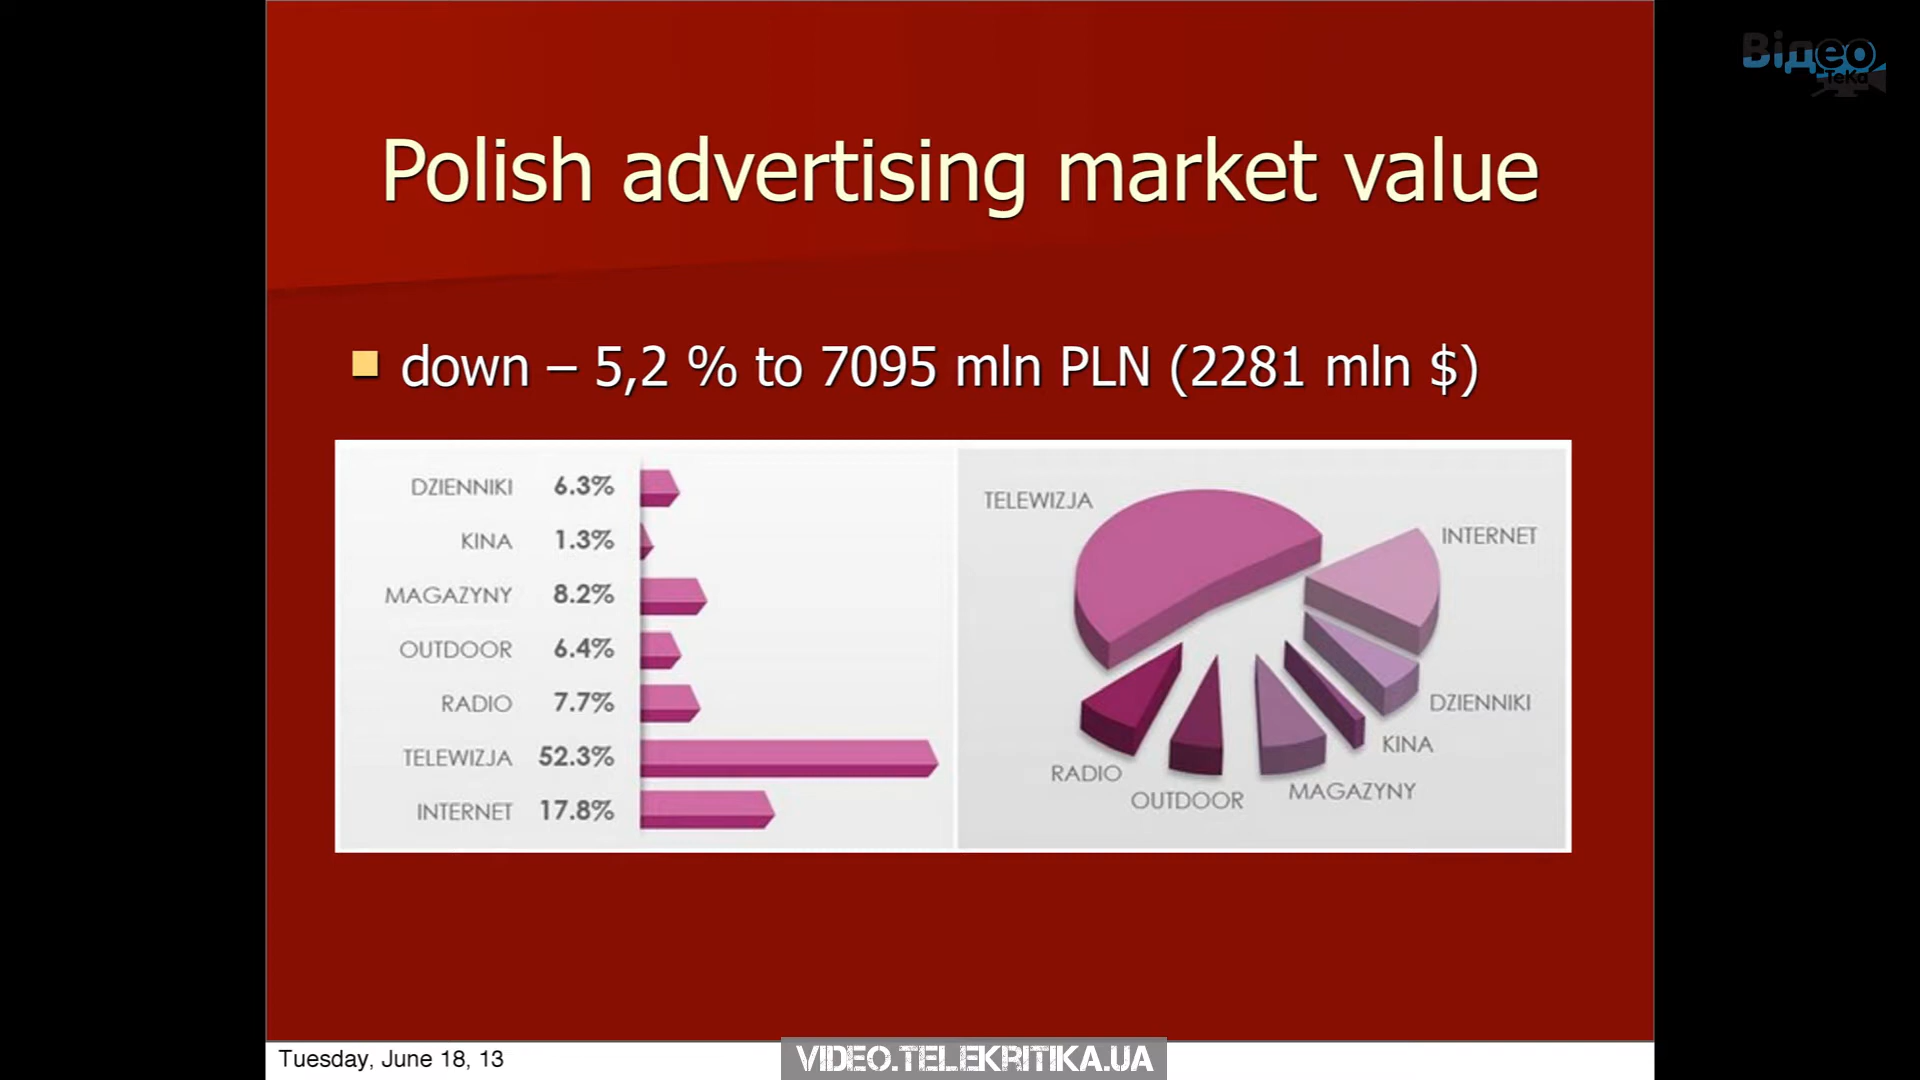 Відео
Тека
Polish advertising market value
down – 5,2 % to 7095 mln PLN (2281 mln $)
DZIENNIKI 6.3%
KINA 1.3%
MAGAZYNY 8.2%
OUTDOOR 6.4%
RADIO 7.7%
TELEWIZJA 52.3%
INTERNET 17.8%
TELEWIZJA
INTERNET
DZIENNIKI
KINA
MAGAZYNY
OUTDOOR
RADIO
Tuesday, June 18, 13
VIDEO.TELEKRITIKA.UA